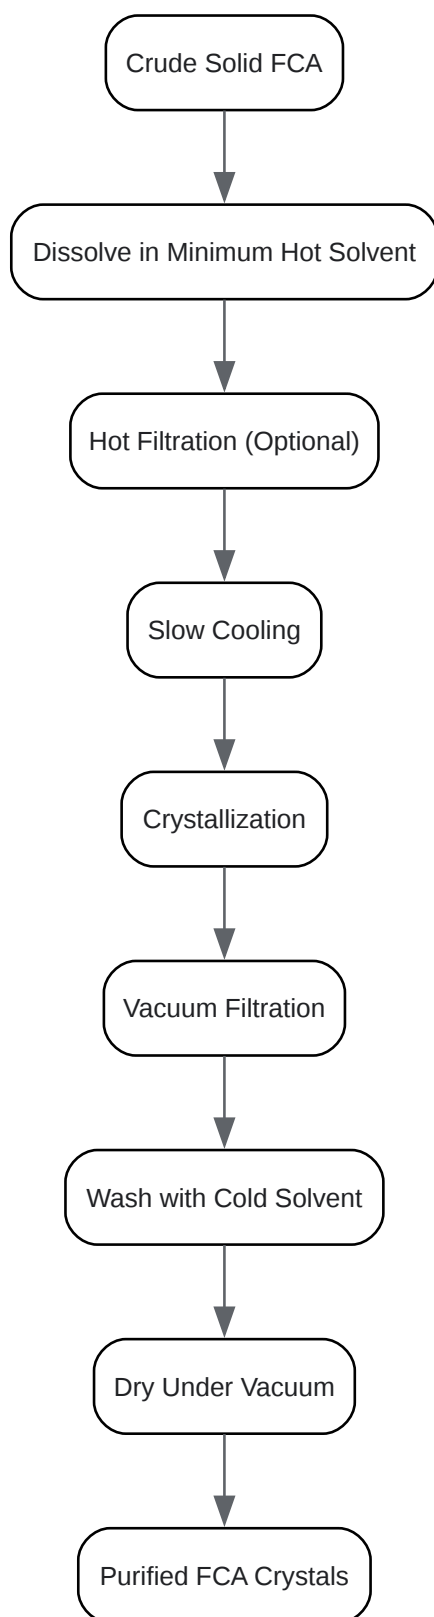 Crude Solid FCA
Dissolve in Minimum Hot Solvent
Hot Filtration (Optional)
Slow Cooling
Crystallization
Vacuum Filtration
Wash with Cold Solvent
Dry Under Vacuum
Purified FCA Crystals